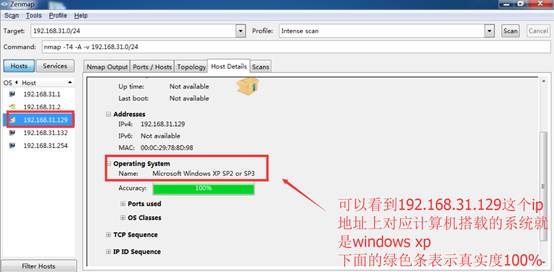 Zenmap
Scan Tools Profile Help
Target: 192.168.31.0/24 Profile: Intense scan Scan Cancel
Command: nmap -T4 -A -v 192.168.31.0/24
Hosts Services
Nmap Output Ports / Hosts Topology Host Details Scans
OS Host
192.168.31.1
192.168.31.2
192.168.31.129
192.168.31.132
192.168.31.254
Filter Hosts
Up time: Not available
Last boot: Not available
Addresses
IPv4: 192.168.31.129
IPv6: Not available
MAC: 00:0C:29:78:8D:98
Operating System
Name: Microsoft Windows XP SP2 or SP3
Accuracy: 100%
Ports used
OS Classes
TCP Sequence
IP ID Sequence
可以看到192.168.31.129这个ip
地址上对应计算机搭载的系统就
是windows xp
下面的绿色条表示真实度100%